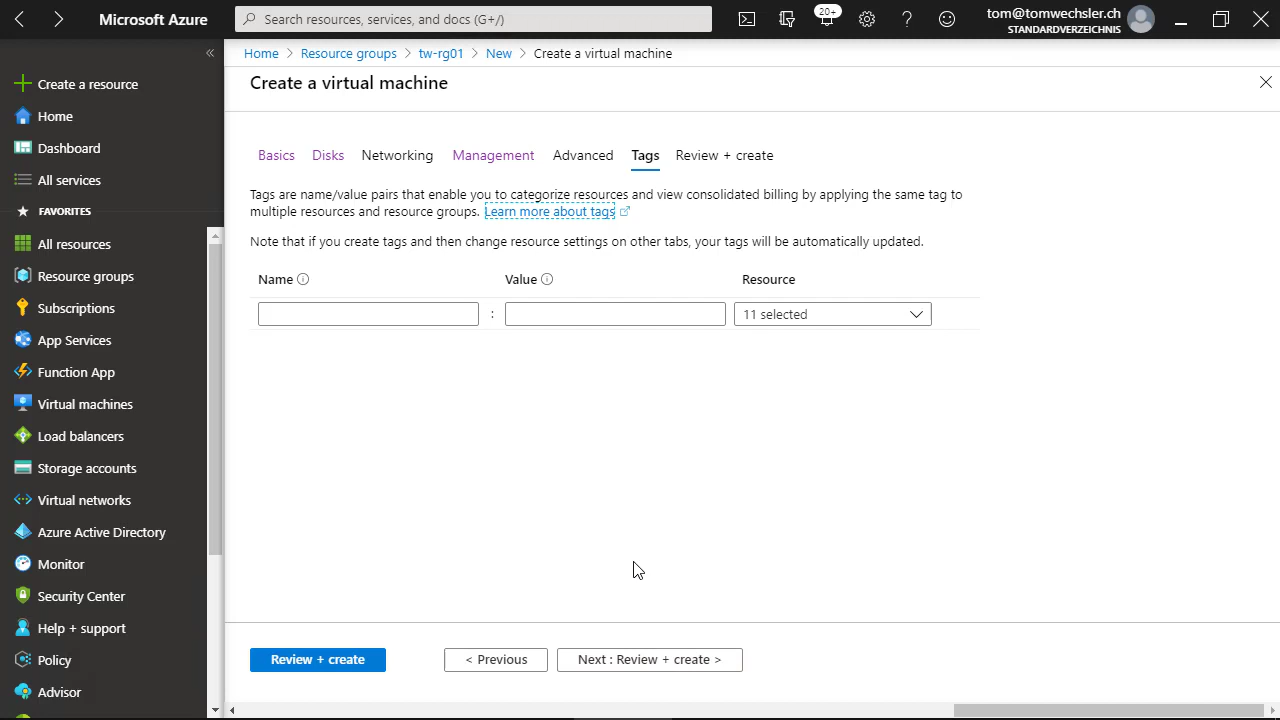 Microsoft Azure
Search resources, services, and docs (G+/)
20+
tom@tomwechsler.ch
STANDARDVERZEICHNIS
Home > Resource groups > tw-rg01 > New > Create a virtual machine
Create a virtual machine
Create a resource
Home
Dashboard
All services
FAVORITES
All resources
Resource groups
Subscriptions
App Services
Function App
Virtual machines
Load balancers
Storage accounts
Virtual networks
Azure Active Directory
Monitor
Security Center
Help + support
Policy
Advisor
Basics Disks Networking Management Advanced Tags Review + create
Tags are name/value pairs that enable you to categorize resources and view consolidated billing by applying the same tag to
multiple resources and resource groups. Learn more about tags
Note that if you create tags and then change resource settings on other tabs, your tags will be automatically updated.
Name Value Resource
: 11 selected
Review + create < Previous Next : Review + create >